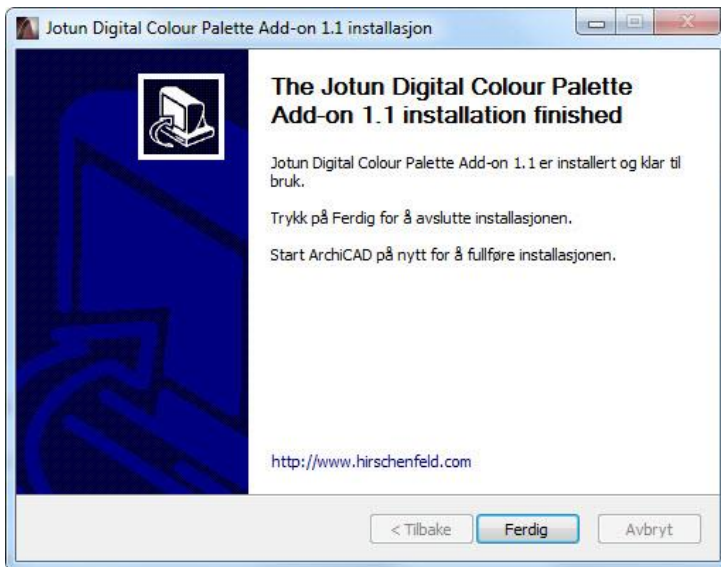 Jotun Digital Colour Palette Add-on 1.1 installasjon
The Jotun Digital Colour Palette
Add-on 1.1 installation finished
Jotun Digital Colour Palette Add-on 1.1 er installert og klar til
bruk.
Trykk på Ferdig for å avslutte installasjonen.
Start ArchiCAD på nytt for å fullføre installasjonen.
http://www.hirschenfeld.com
< Tilbake Ferdig Avbryt